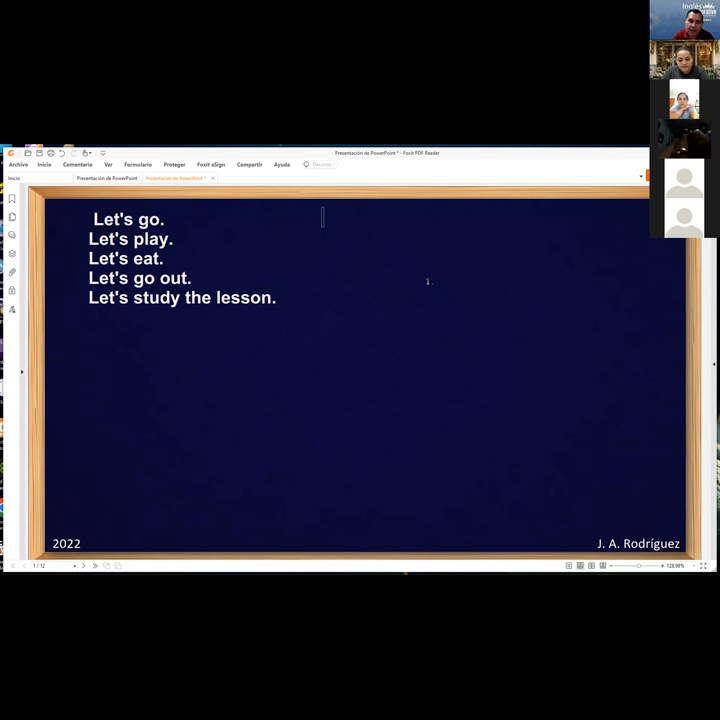 Inglés
Presentación de PowerPoint * - Foxit PDF Reader
Archivo Inicio Comentario Ver Formulario Proteger Foxit eSign Compartir Ayuda
Inicio Presentación de PowerPoint Presentación de PowerPoint *
Let's go.
Let's play.
Let's eat.
Let's go out.
Let's study the lesson.
2022 J. A. Rodríguez
1 / 12 128,98%